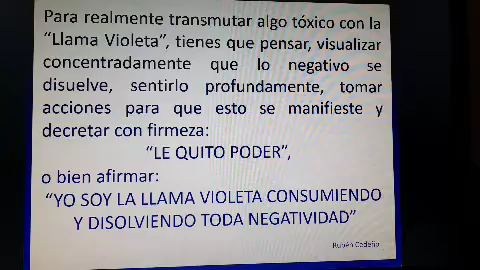 Para realmente transmutar algo tóxico con la
“Llama Violeta”, tienes que pensar, visualizar
concentradamente que lo negativo se
disuelve, sentirlo profundamente, tomar
acciones para que esto se manifieste y
decretar con firmeza:
“LE QUITO PODER”,
o bien afirmar:
“YO SOY LA LLAMA VIOLETA CONSUMIENDO
Y DISOLVIENDO TODA NEGATIVIDAD”
Rubén Cedeño